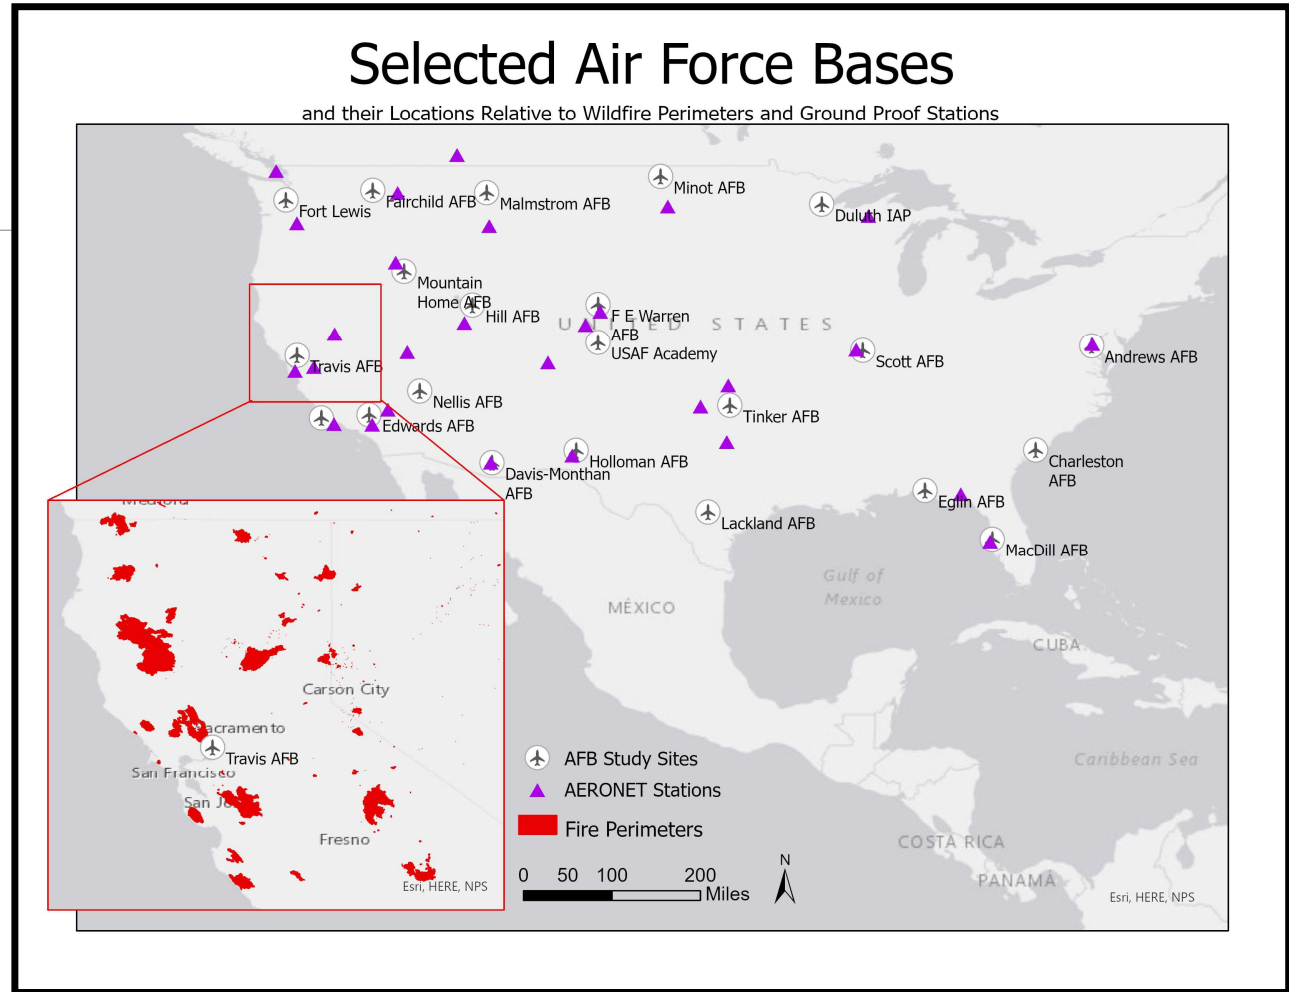 Selected Air Force Bases
and their Locations Relative to Wildfire Perimeters and Ground Proof Stations
Minot AFB
Fort Lewis
Fairchild AFB
Malmstrom AFB
Duluth IAP
Mountain
Home AFB
Hill AFB
F E Warren
AFB
UNITED STATES
USAF Academy
Travis AFB
Scott AFB
Andrews AFB
Nellis AFB
Tinker AFB
Edwards AFB
Holloman AFB
Davis-Monthan
AFB
Charleston
AFB
Eglin AFB
Lackland AFB
MacDill AFB
Gulf of
Mexico
MÉXICO
CUBA
Caribbean Sea
COSTA RICA
PANAMÁ
Medford
Carson City
Sacramento
Travis AFB
San Francisco
San Jo
Fresno
Esri, HERE, NPS
AFB Study Sites
AERONET Stations
Fire Perimeters
0 50 100 200
Miles
N
Esri, HERE, NPS